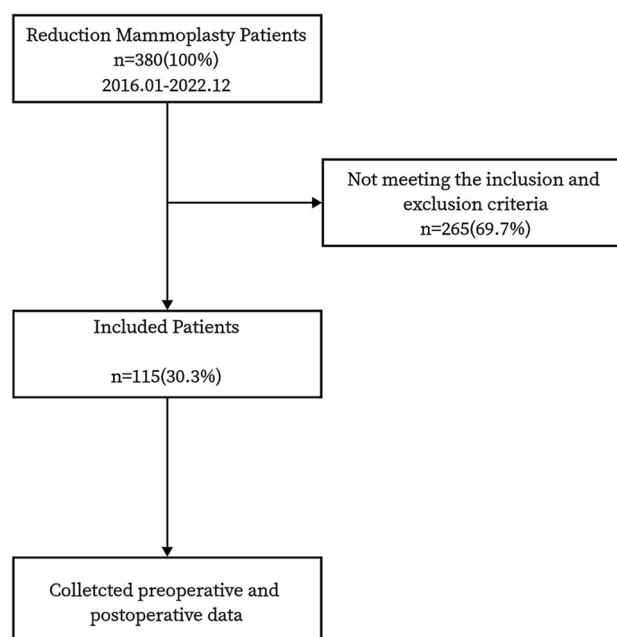 Reduction Mammoplasty Patients
n=380(100%)
2016.01-2022.12
Not meeting the inclusion and
exclusion criteria
n=265(69.7%)
Included Patients
n=115(30.3%)
Colletcted preoperative and
postoperative data